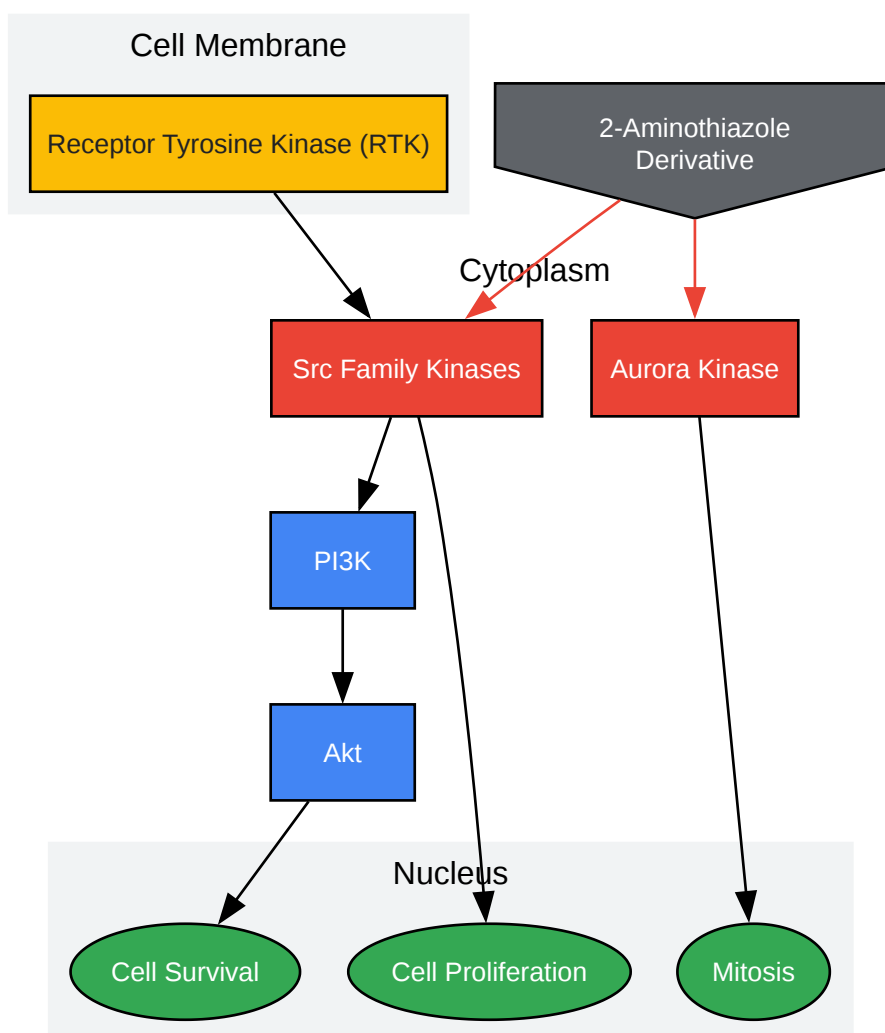 Cell Membrane
Receptor Tyrosine Kinase (RTK)
2-Aminothiazole
Derivative
Cytoplasm
Src Family Kinases
Aurora Kinase
PI3K
Akt
Nucleus
Cell Survival
Cell Proliferation
Mitosis